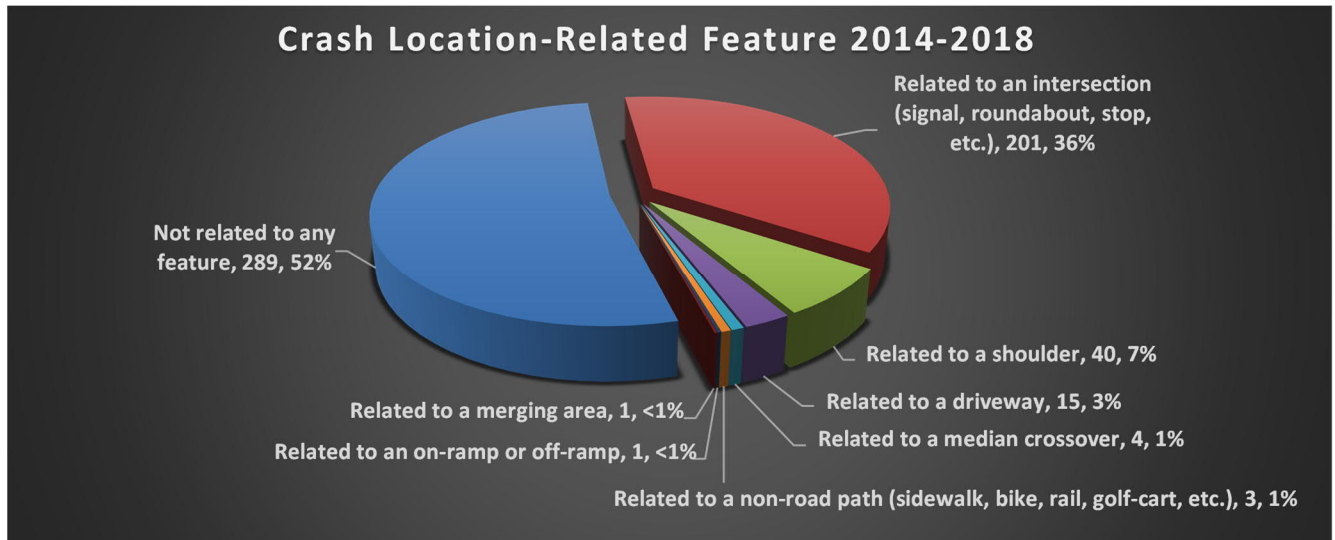 Crash Location-Related Feature 2014-2018
Related to an intersection
(signal, roundabout, stop,
etc.), 201, 36%
Not related to any
feature, 289, 52%
Related to a shoulder, 40, 7%
Related to a driveway, 15, 3%
Related to a merging area, 1, <1%
Related to a median crossover, 4, 1%
Related to an on-ramp or off-ramp, 1, <1%
Related to a non-road path (sidewalk, bike, rail, golf-cart, etc.), 3, 1%